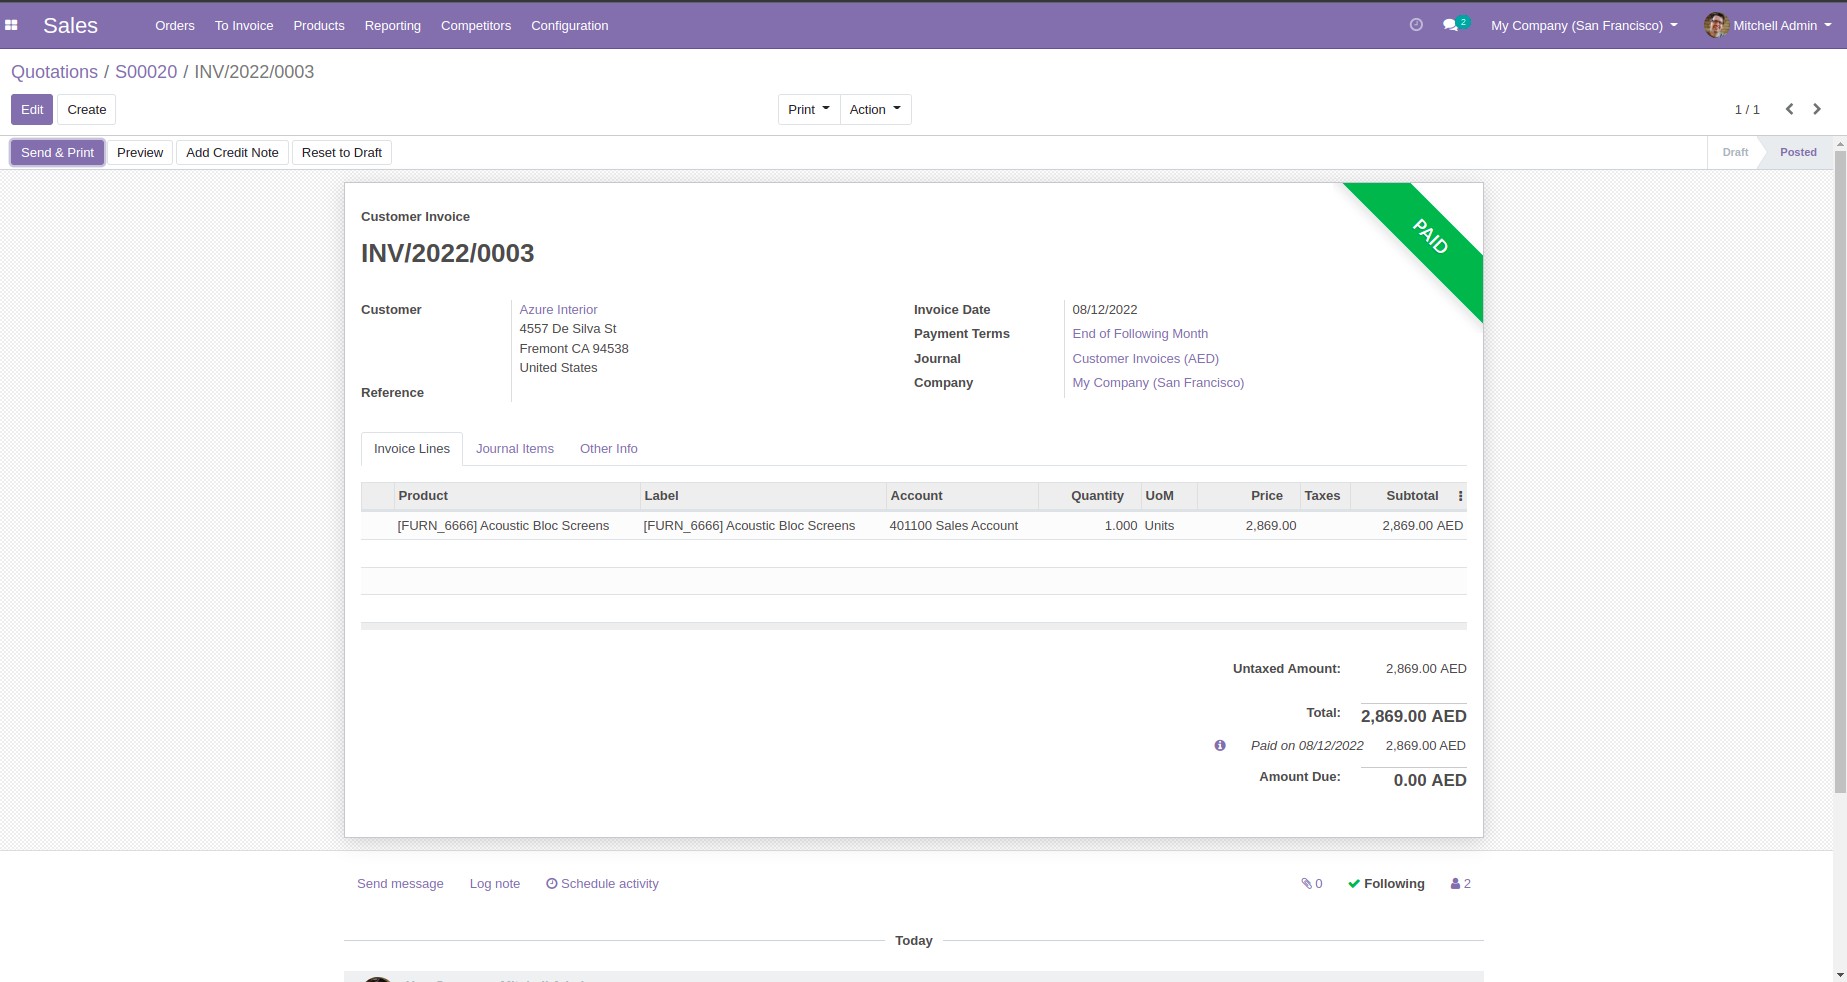 Sales Orders To Invoice Products Reporting Competitors Configuration 2 My Company (San Francisco) Mitchell Admin
Quotations / S00020 / INV/2022/0003
Edit Create Print Action 1 / 1
Send & Print Preview Add Credit Note Reset to Draft Draft Posted
PAID
Customer Invoice
INV/2022/0003
Customer Azure Interior
4557 De Silva St
Fremont CA 94538
United States
Reference
Invoice Date 08/12/2022
Payment Terms End of Following Month
Journal Customer Invoices (AED)
Company My Company (San Francisco)
Invoice Lines Journal Items Other Info
Product Label Account Quantity UoM Price Taxes Subtotal
[FURN_6666] Acoustic Bloc Screens [FURN_6666] Acoustic Bloc Screens 401100 Sales Account 1.000 Units 2,869.00 2,869.00 AED
Untaxed Amount: 2,869.00 AED
Total: 2,869.00 AED
Paid on 08/12/2022 2,869.00 AED
Amount Due: 0.00 AED
Send message Log note Schedule activity 0 Following 2
Today